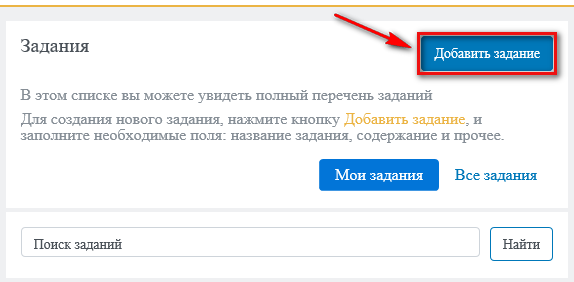 Задания
Добавить задание
В этом списке вы можете увидеть полный перечень заданий
Для создания нового задания, нажмите кнопку Добавить задание, и
заполните необходимые поля: название задания, содержание и прочее.
Мои задания
Все задания
Поиск заданий
Найти